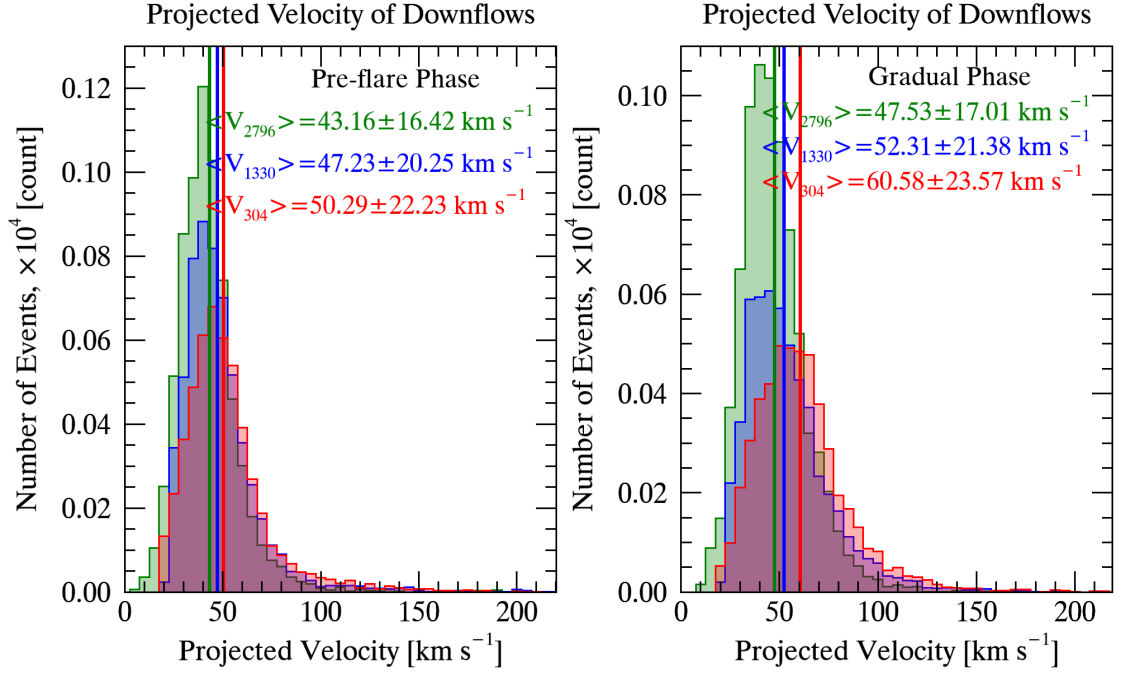 Projected Velocity of Downflows
Number of Events, ×10⁴ [count]
0.12
0.10
0.08
0.06
0.04
0.02
0.00
Pre-flare Phase
<V₂₇₉₆>=43.16±16.42 km s⁻¹
<V₁₃₃₀>=47.23±20.25 km s⁻¹
<V₃₀₄>=50.29±22.23 km s⁻¹
0 50 100 150 200
Projected Velocity [km s⁻¹]
Projected Velocity of Downflows
Number of Events, ×10⁴ [count]
0.10
0.08
0.06
0.04
0.02
0.00
Gradual Phase
<V₂₇₉₆>=47.53±17.01 km s⁻¹
<V₁₃₃₀>=52.31±21.38 km s⁻¹
<V₃₀₄>=60.58±23.57 km s⁻¹
0 50 100 150 200
Projected Velocity [km s⁻¹]